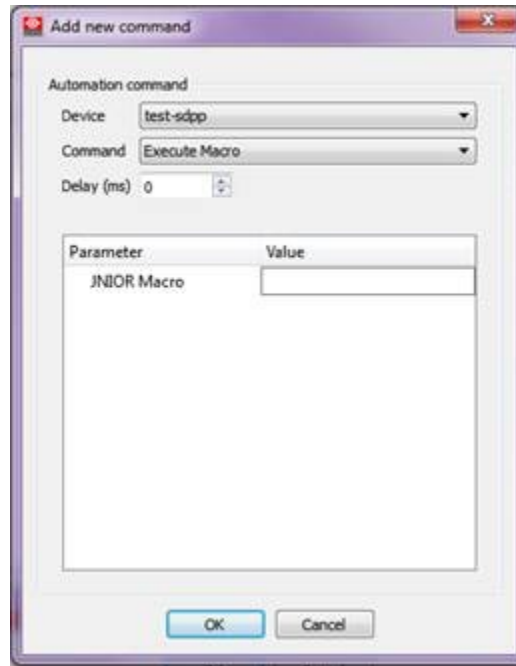 Add new command
Automation command
Device test-sdpp
Command Execute Macro
Delay (ms) 0
Parameter Value
JNIOR Macro
OK Cancel